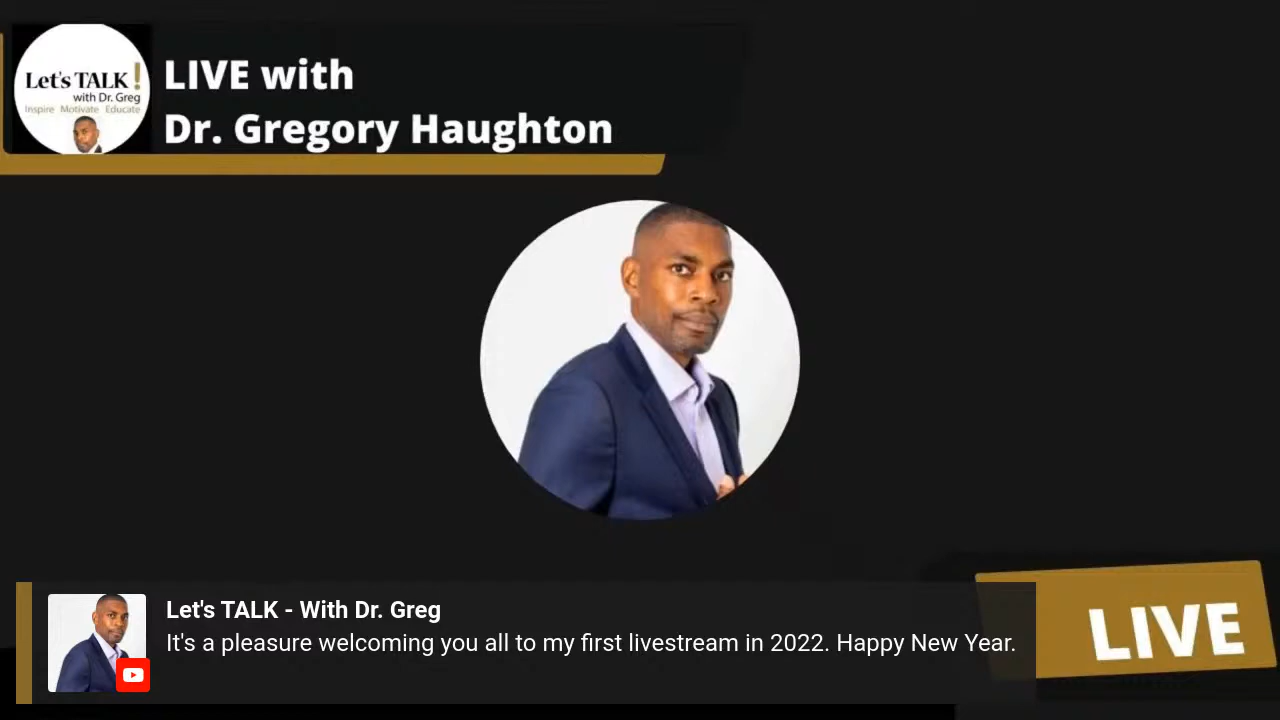 Let's TALK!
with Dr. Greg
Inspire Motivate Educate
LIVE with
Dr. Gregory Haughton
Let's TALK - With Dr. Greg
It's a pleasure welcoming you all to my first livestream in 2022. Happy New Year.
LIVE